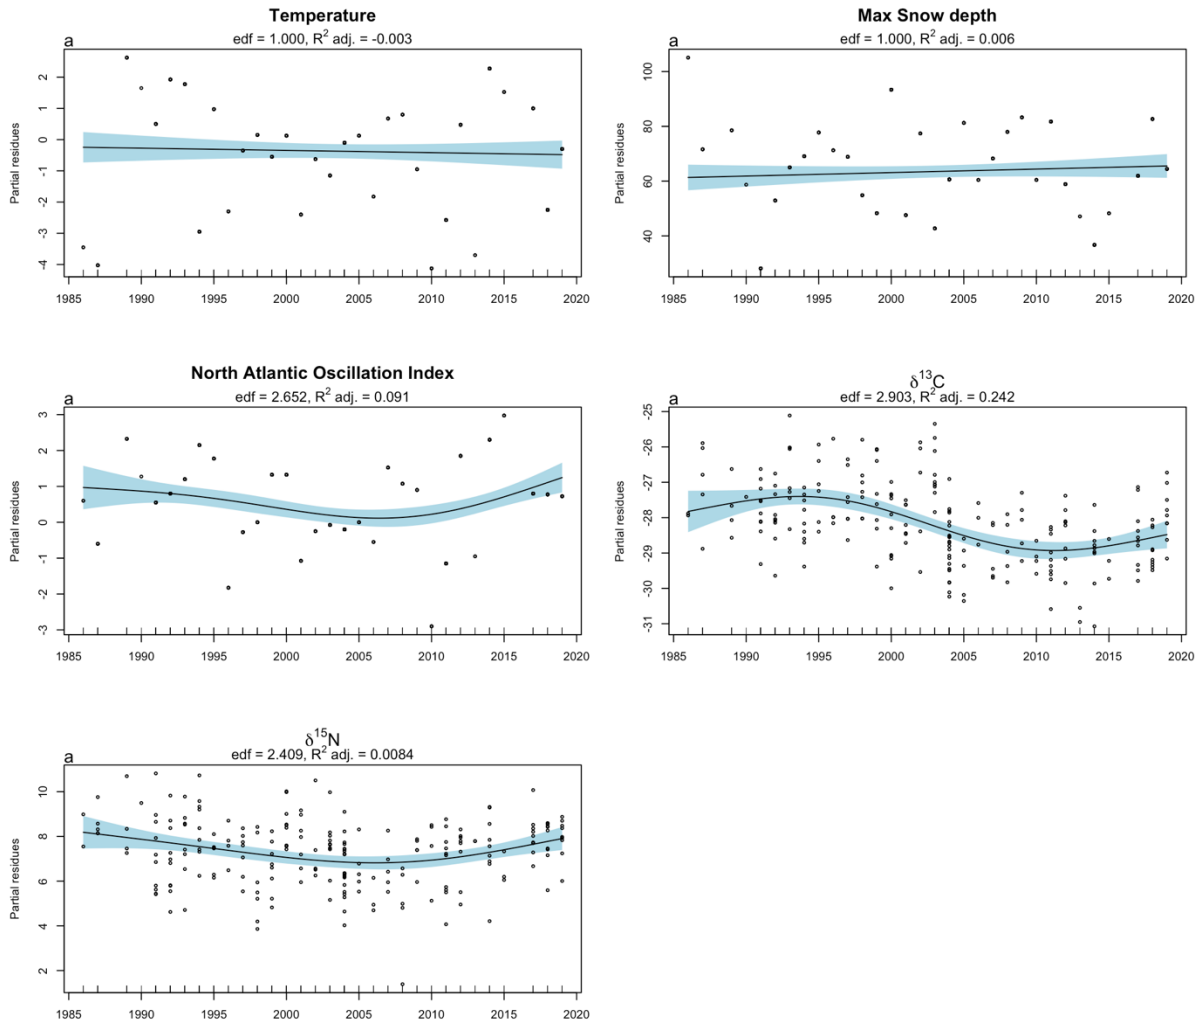 Temperature
edf = 1.000, R² adj. = -0.003
a
Partial residues
2
1
0
-1
-2
-3
-4
1985 1990 1995 2000 2005 2010 2015 2020
Max Snow depth
edf = 1.000, R² adj. = 0.006
a
Partial residues
100
80
60
40
1985 1990 1995 2000 2005 2010 2015 2020
North Atlantic Oscillation Index
edf = 2.652, R² adj. = 0.091
a
Partial residues
3
2
1
0
-1
-2
-3
1985 1990 1995 2000 2005 2010 2015 2020
δ¹³C
edf = 2.903, R² adj. = 0.242
a
Partial residues
-25
-26
-27
-28
-29
-30
-31
1985 1990 1995 2000 2005 2010 2015 2020
δ¹⁵N
edf = 2.409, R² adj. = 0.0084
a
Partial residues
10
8
6
4
2
1985 1990 1995 2000 2005 2010 2015 2020